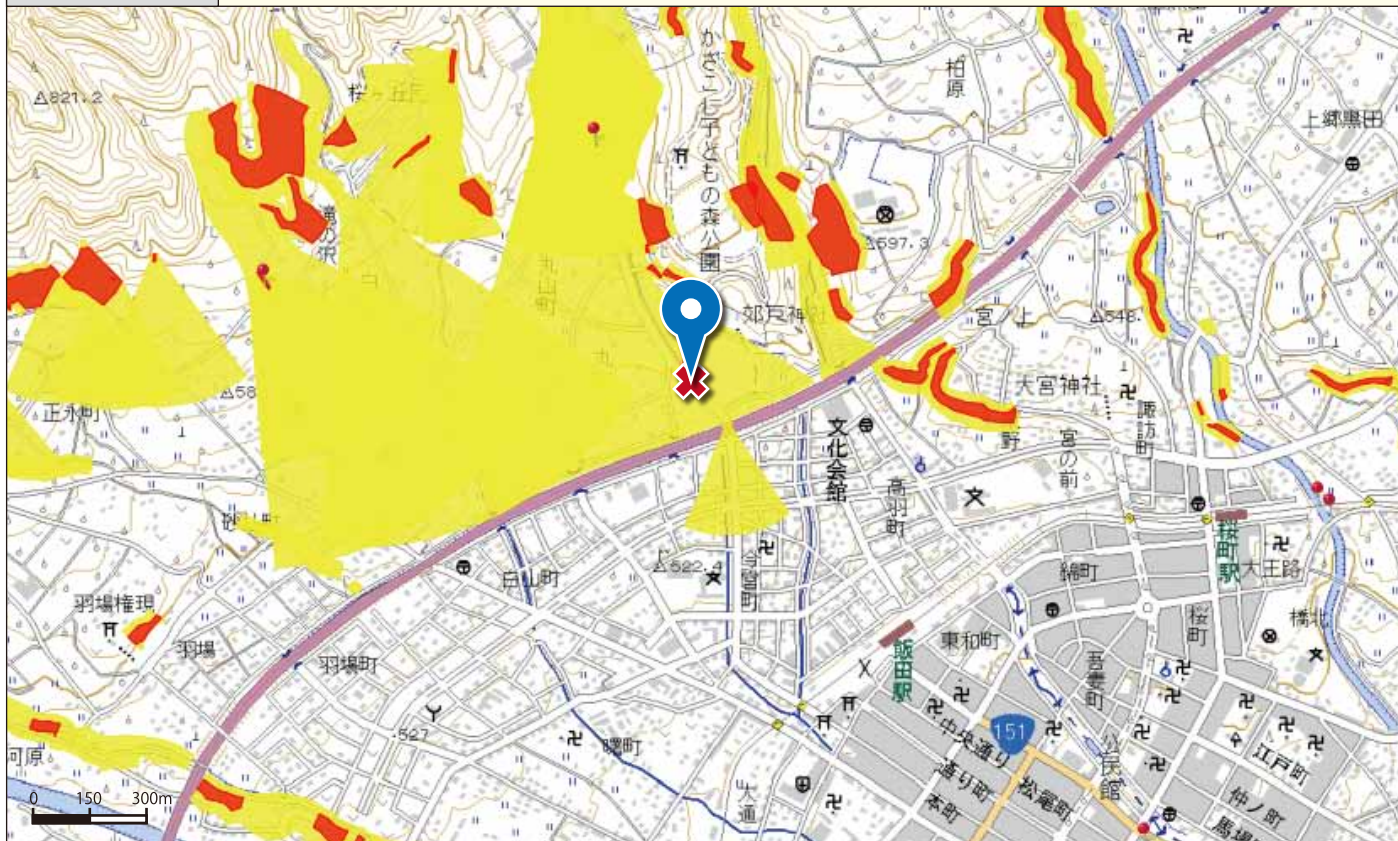 柏原
上郷黒田
かざこし子どもの森公園
桜ヶ丘
△821.2
滝の沢
△597.3
丸山町
郊戸神社
宮ノ上
△548.
大宮神社
諏訪町
△58
正永町
野
宮の前
文化会館
高羽町
砂払町
桜町駅
△522.4
今宮町
白山町
錦町
大王路
羽場権現
羽場
羽場町
飯田駅
東和町
桜町
橋北
吾妻町
.527
曙町
151
中央通り
公民館
江戸町
河原
大通
通り町
松尾町
仲ノ町
本町
馬場
0 150 300m